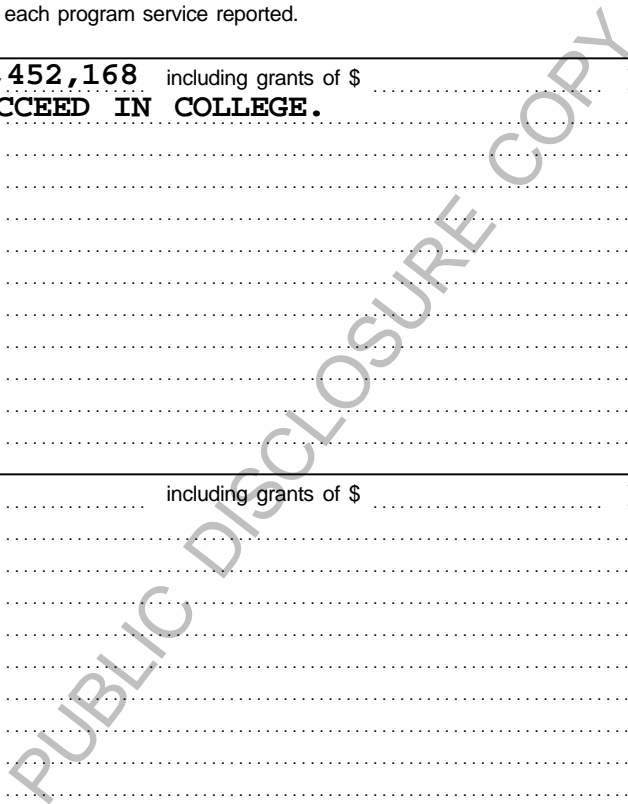 each program service reported.
452,168 including grants of $
CCEED IN COLLEGE.
including grants of $
PUBLIC DISCLOSURE COPY